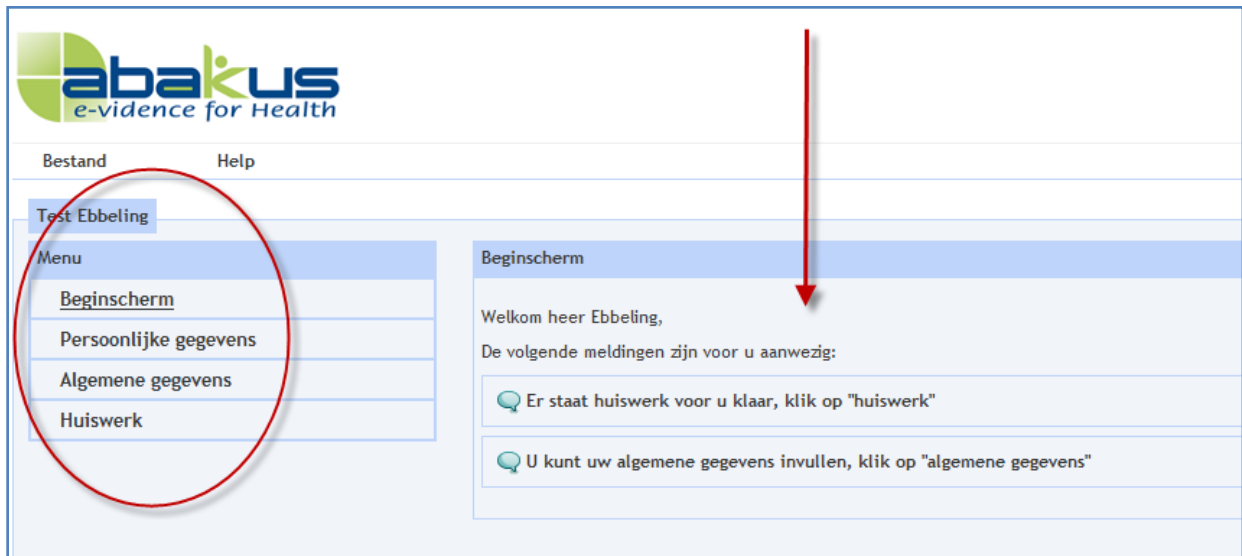 abakus
e-vidence for Health
Bestand Help
Test Ebbeling
Menu
Beginscherm
Persoonlijke gegevens
Algemene gegevens
Huiswerk
Beginscherm
Welkom heer Ebbeling,
De volgende meldingen zijn voor u aanwezig:
Er staat huiswerk voor u klaar, klik op "huiswerk"
U kunt uw algemene gegevens invullen, klik op "algemene gegevens"